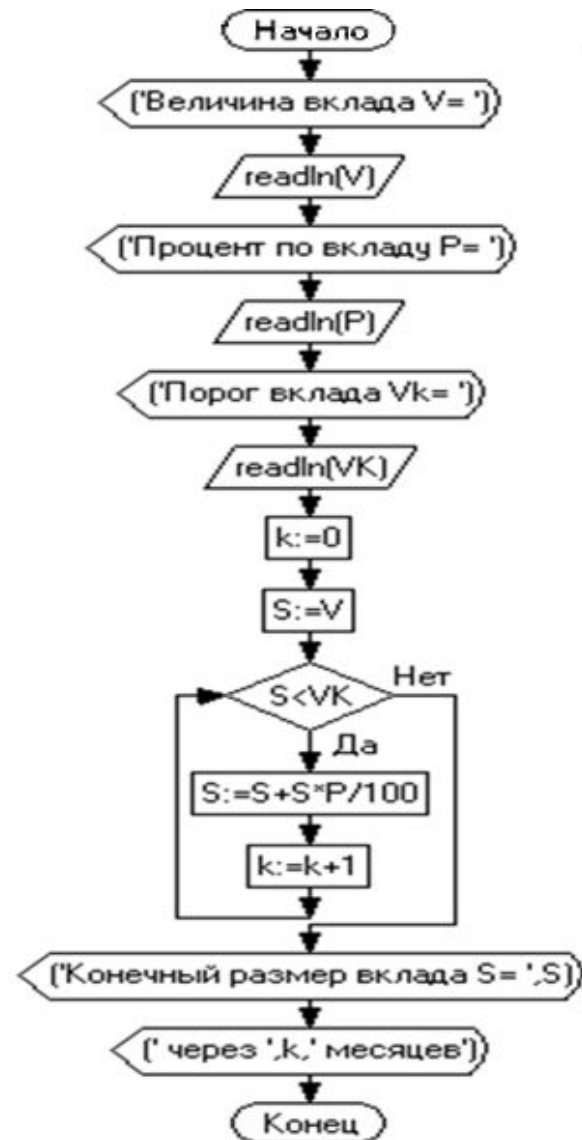 Начало
('Величина вклада V= ')
readln(V)
('Процент по вкладу P= ')
readln(P)
('Порог вклада Vk= ')
readln(VK)
k:=0
S:=V
S<VK
Нет
Да
S:=S+S*P/100
k:=k+1
('Конечный размер вклада S= ',S)
(' через ',k,' месяцев')
Конец